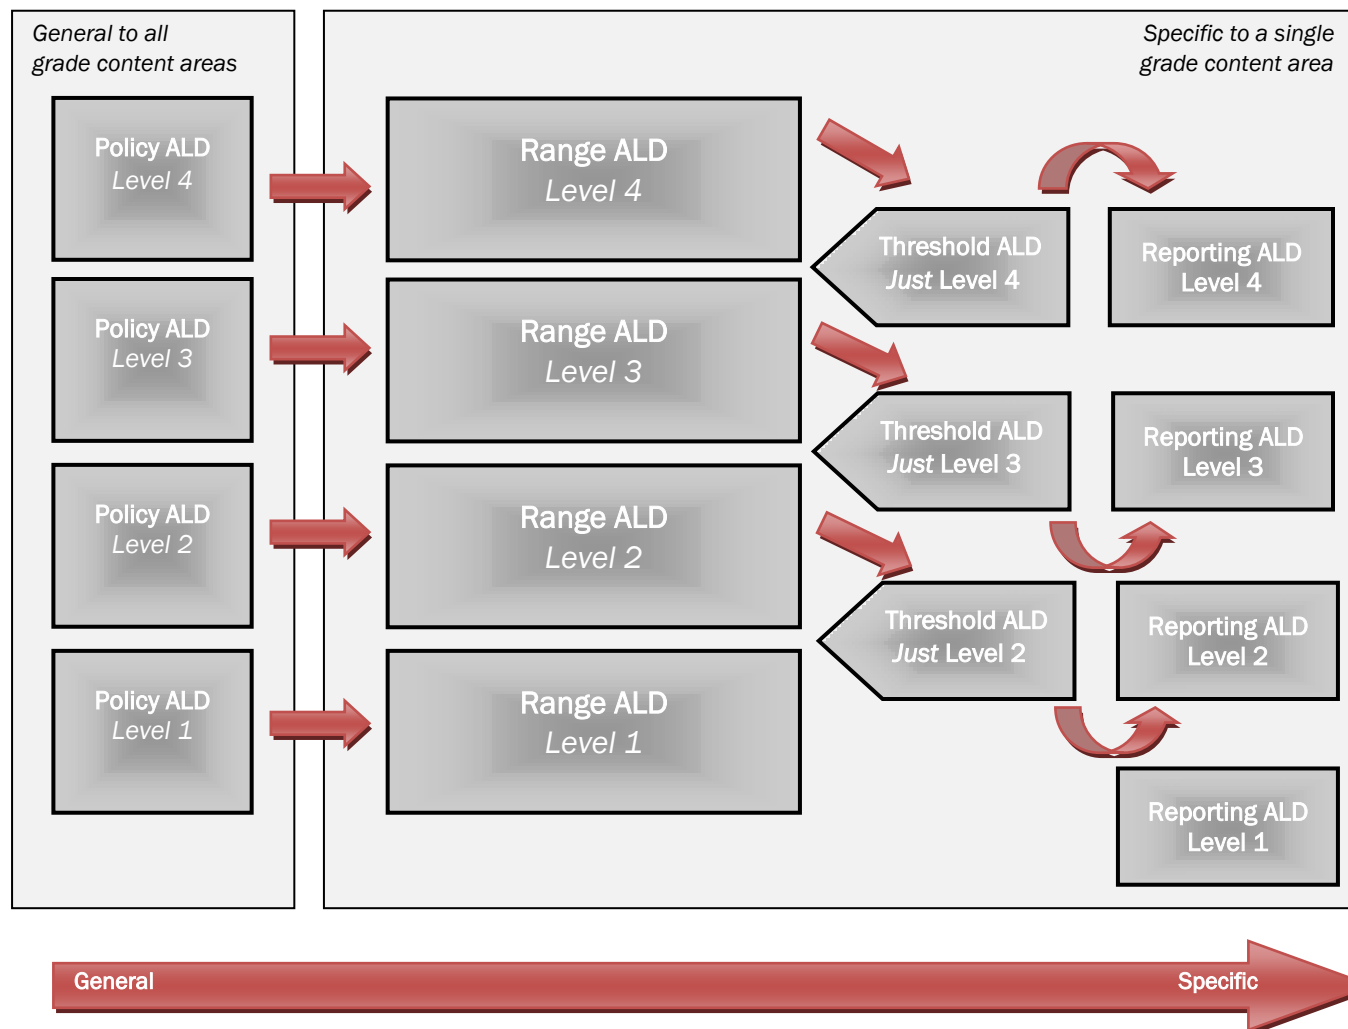 General to all
grade content areas
Specific to a single
grade content area
Policy ALD
Level 4
Range ALD
Level 4
Threshold ALD
Just Level 4
Reporting ALD
Level 4
Policy ALD
Level 3
Range ALD
Level 3
Threshold ALD
Just Level 3
Reporting ALD
Level 3
Policy ALD
Level 2
Range ALD
Level 2
Threshold ALD
Just Level 2
Reporting ALD
Level 2
Policy ALD
Level 1
Range ALD
Level 1
Reporting ALD
Level 1
General
Specific